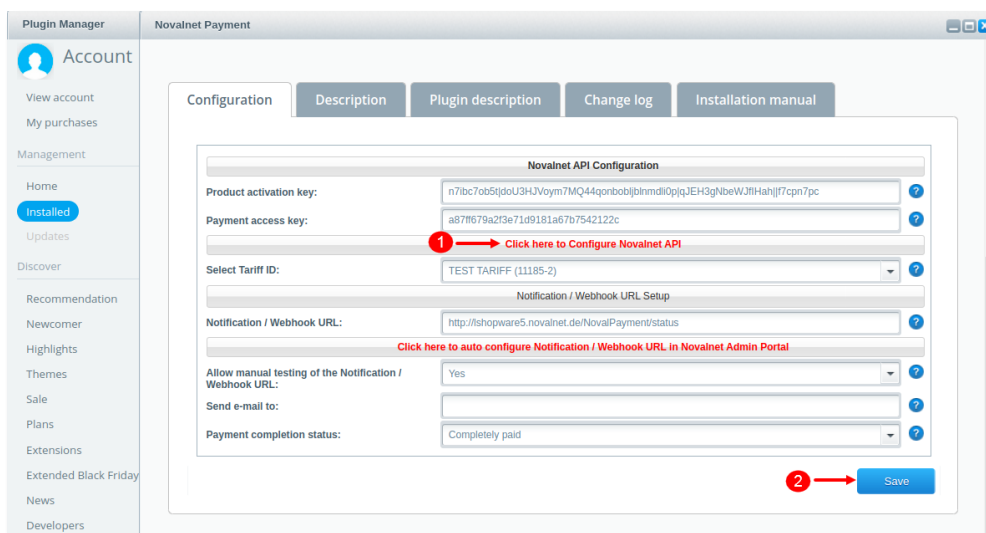 Plugin Manager
Novalnet Payment
Account
View account
My purchases
Management
Home
Installed
Updates
Discover
Recommendation
Newcomer
Highlights
Themes
Sale
Plans
Extensions
Extended Black Friday
News
Developers
Configuration
Description
Plugin description
Change log
Installation manual
Novalnet API Configuration
Product activation key:
Payment access key:
a87ff679a2f3e71d9181a67b7542122c
1
Click here to Configure Novalnet API
Select Tariff ID:
TEST TARIFF (11185-2)
Notification / Webhook URL Setup
Notification / Webhook URL:
http://lshopware5.novalnet.de/NovalPayment/status
Click here to auto configure Notification / Webhook URL in Novalnet Admin Portal
Allow manual testing of the Notification /
Webhook URL:
Yes
Send e-mail to:
Payment completion status:
Completely paid
2
Save